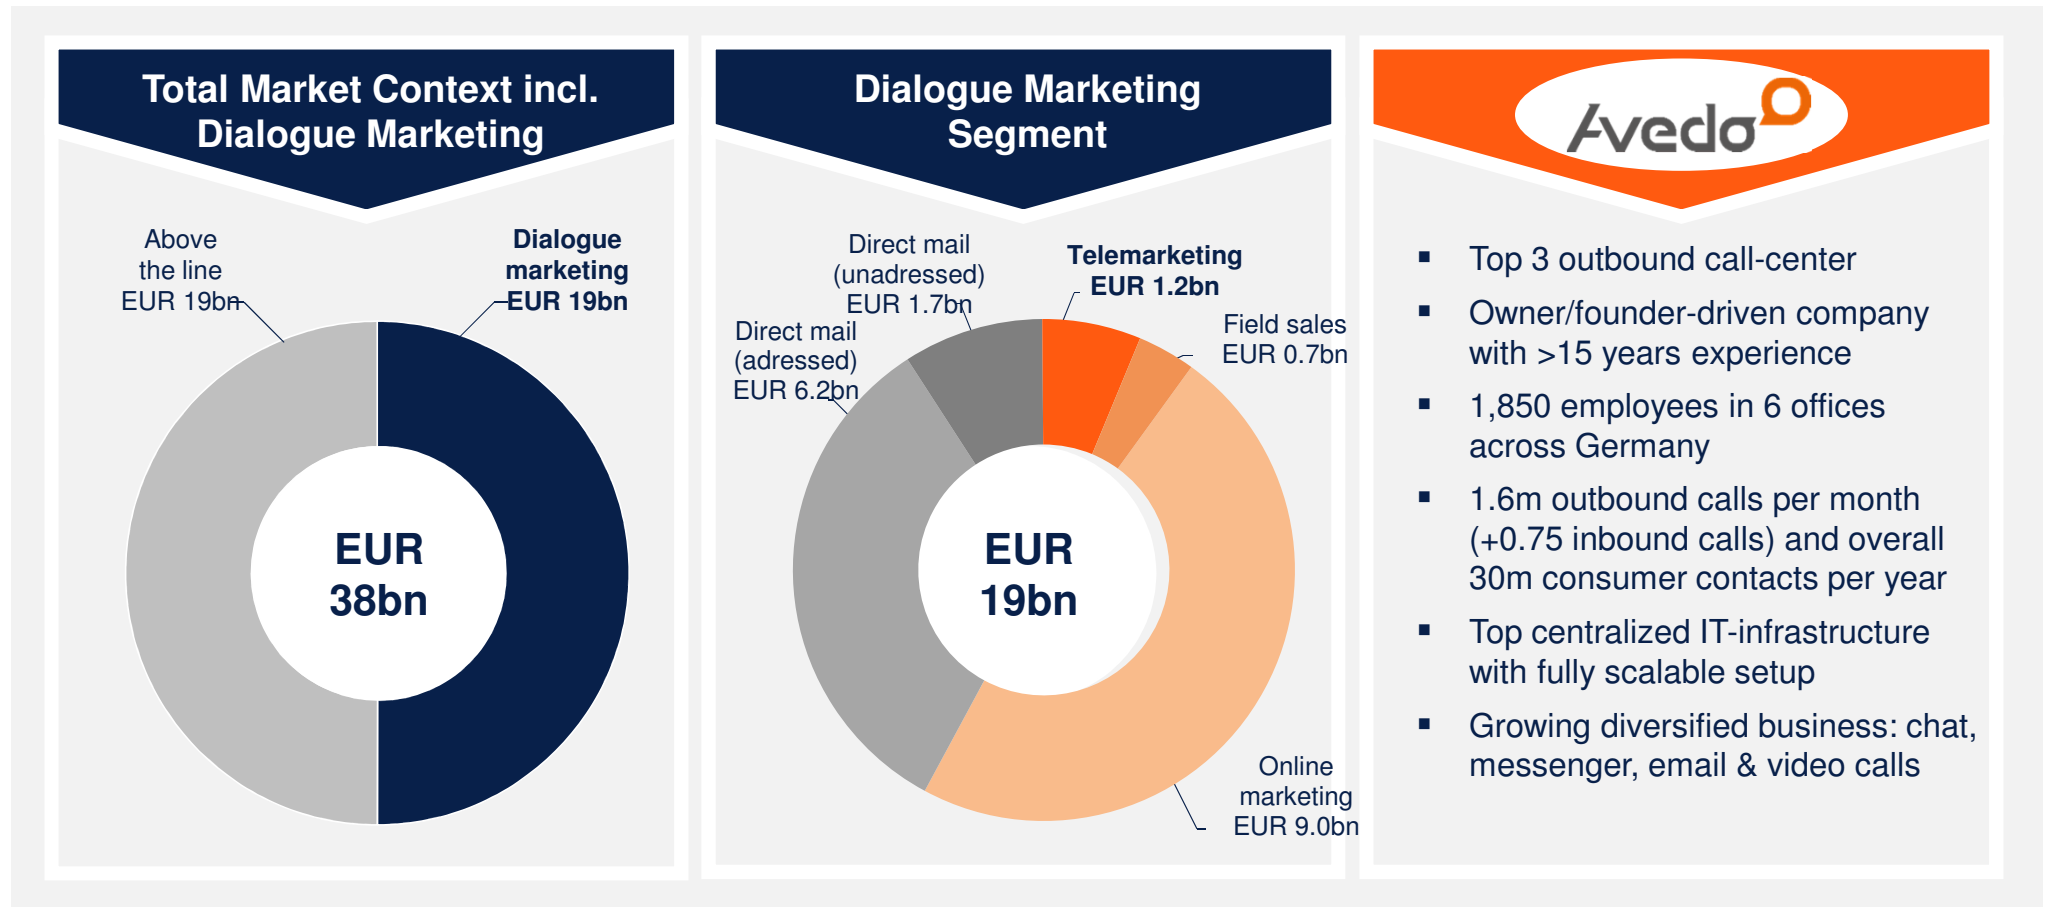 Total Market Context incl.
Dialogue Marketing
Above
the line
EUR 19bn
Dialogue
marketing
EUR 19bn
EUR
38bn
Dialogue Marketing
Segment
Direct mail
(unadressed)
EUR 1.7bn
Telemarketing
EUR 1.2bn
Field sales
EUR 0.7bn
Direct mail
(adressed)
EUR 6.2bn
EUR
19bn
Online
marketing
EUR 9.0bn
Avedo
▪ Top 3 outbound call-center
▪ Owner/founder-driven company
with >15 years experience
▪ 1,850 employees in 6 offices
across Germany
▪ 1.6m outbound calls per month
(+0.75 inbound calls) and overall
30m consumer contacts per year
▪ Top centralized IT-infrastructure
with fully scalable setup
▪ Growing diversified business: chat,
messenger, email & video calls